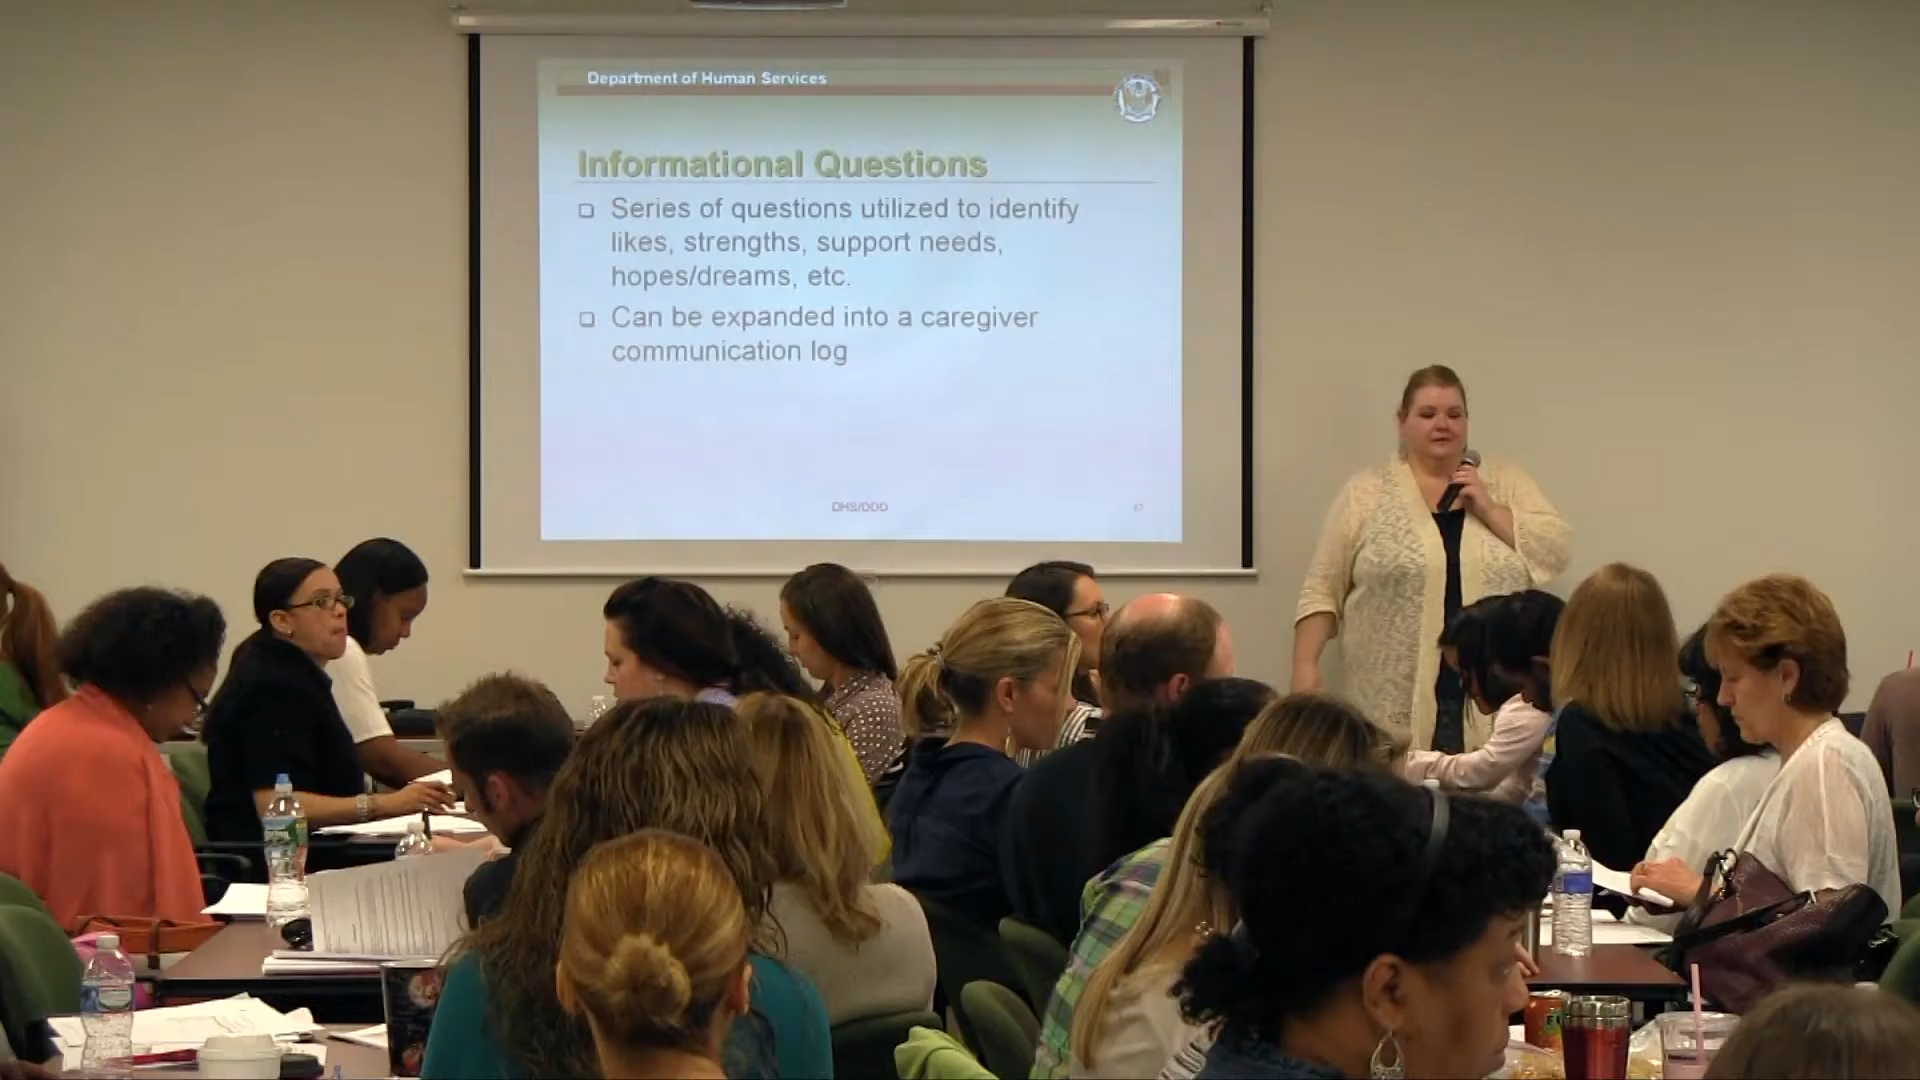 Department of Human Services
Informational Questions
Series of questions utilized to identify
likes, strengths, support needs,
hopes/dreams, etc.
Can be expanded into a caregiver
communication log
DHS/DDD